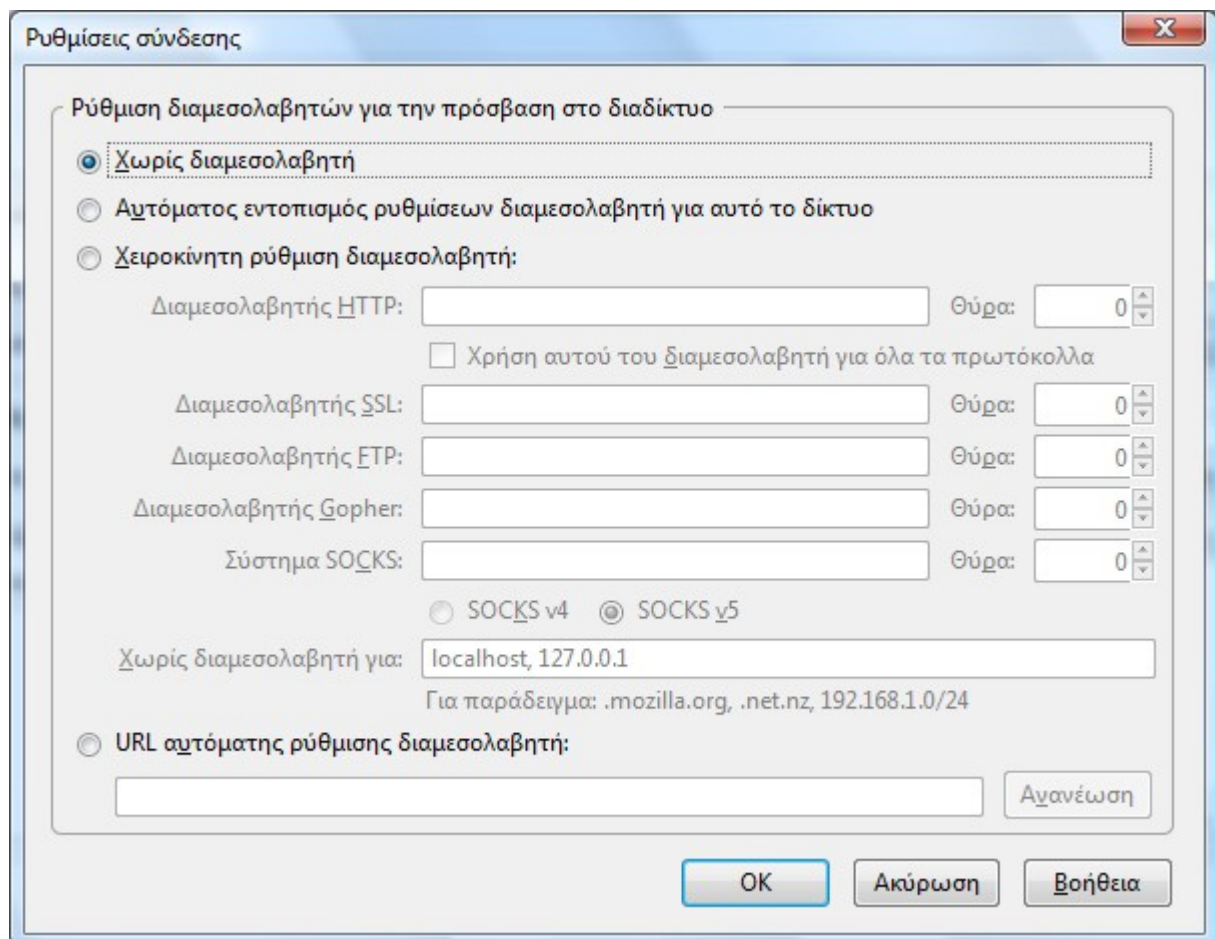 Ρυθμίσεις σύνδεσης
Ρύθμιση διαμεσολαβητών για την πρόσβαση στο διαδίκτυο
Χωρίς διαμεσολαβητή
Αυτόματος εντοπισμός ρυθμίσεων διαμεσολαβητή για αυτό το δίκτυο
Χειροκίνητη ρύθμιση διαμεσολαβητή:
Διαμεσολαβητής HTTP: Θύρα: 0
Χρήση αυτού του διαμεσολαβητή για όλα τα πρωτόκολλα
Διαμεσολαβητής SSL: Θύρα: 0
Διαμεσολαβητής FTP: Θύρα: 0
Διαμεσολαβητής Gopher: Θύρα: 0
Σύστημα SOCKS: Θύρα: 0
SOCKS v4 SOCKS v5
Χωρίς διαμεσολαβητή για: localhost, 127.0.0.1
Για παράδειγμα: .mozilla.org, .net.nz, 192.168.1.0/24
URL αυτόματης ρύθμισης διαμεσολαβητή:
Ανανέωση
OK Ακύρωση Βοήθεια